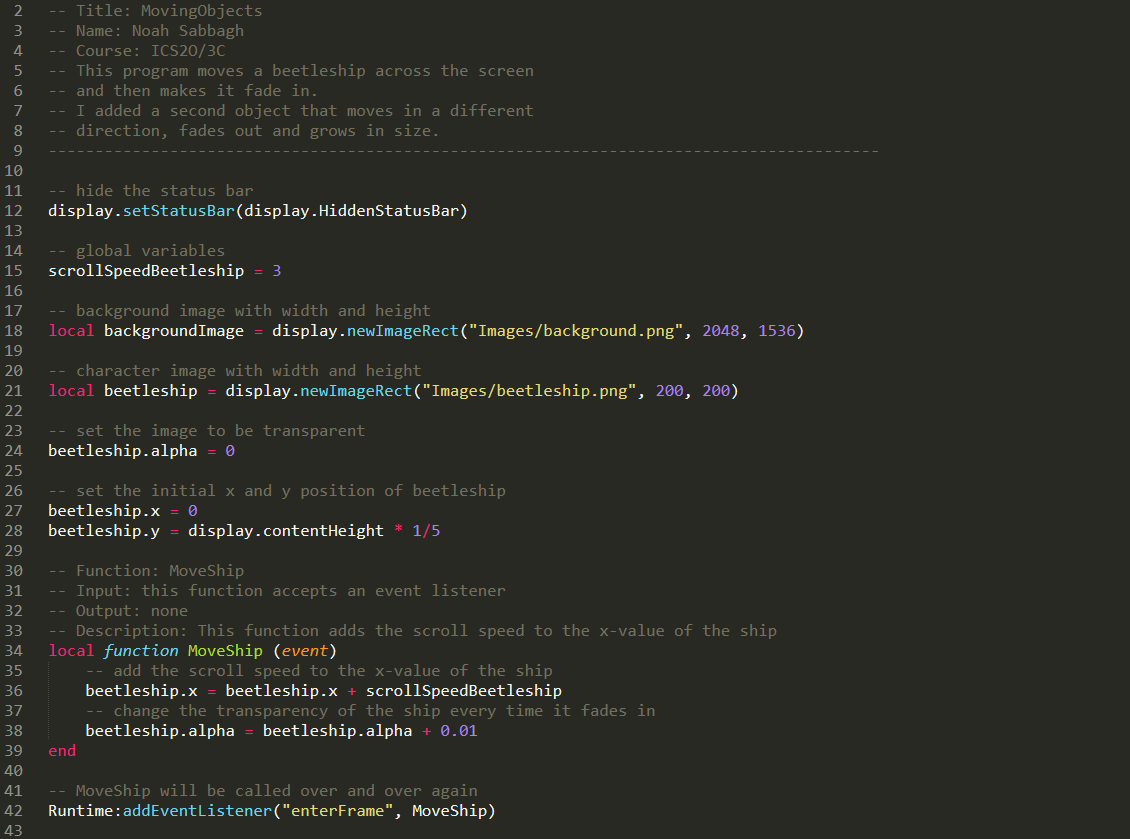 2 -- Title: MovingObjects
3 -- Name: Noah Sabbagh
4 -- Course: ICS2O/3C
5 -- This program moves a beetleship across the screen
6 -- and then makes it fade in.
7 -- I added a second object that moves in a different
8 -- direction, fades out and grows in size.
9 -----------------------------------------------------------------------------------------
10
11 -- hide the status bar
12 display.setStatusBar(display.HiddenStatusBar)
13
14 -- global variables
15 scrollSpeedBeetleship = 3
16
17 -- background image with width and height
18 local backgroundImage = display.newImageRect("Images/background.png", 2048, 1536)
19
20 -- character image with width and height
21 local beetleship = display.newImageRect("Images/beetleship.png", 200, 200)
22
23 -- set the image to be transparent
24 beetleship.alpha = 0
25
26 -- set the initial x and y position of beetleship
27 beetleship.x = 0
28 beetleship.y = display.contentHeight * 1/5
29
30 -- Function: MoveShip
31 -- Input: this function accepts an event listener
32 -- Output: none
33 -- Description: This function adds the scroll speed to the x-value of the ship
34 local function MoveShip (event)
35     -- add the scroll speed to the x-value of the ship
36     beetleship.x = beetleship.x + scrollSpeedBeetleship
37     -- change the transparency of the ship every time it fades in
38     beetleship.alpha = beetleship.alpha + 0.01
39 end
40
41 -- MoveShip will be called over and over again
42 Runtime:addEventListener("enterFrame", MoveShip)
43